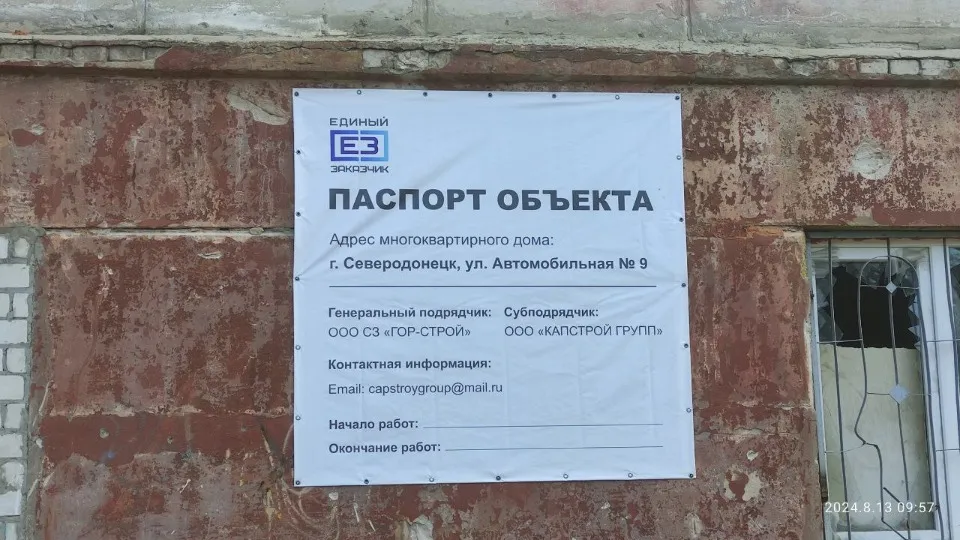 ЕДИНЫЙ
ЕЗ
ЗАКАЗЧИК
ПАСПОРТ ОБЪЕКТА
Адрес многоквартирного дома:
г. Северодонецк, ул. Автомобильная № 9
Генеральный подрядчик: Субподрядчик:
ООО СЗ «ГОР-СТРОЙ» ООО «КАПСТРОЙ ГРУПП»
Контактная информация:
Email: capstroygroup@mail.ru
Начало работ:
Окончание работ:
2024.8.13 09:57